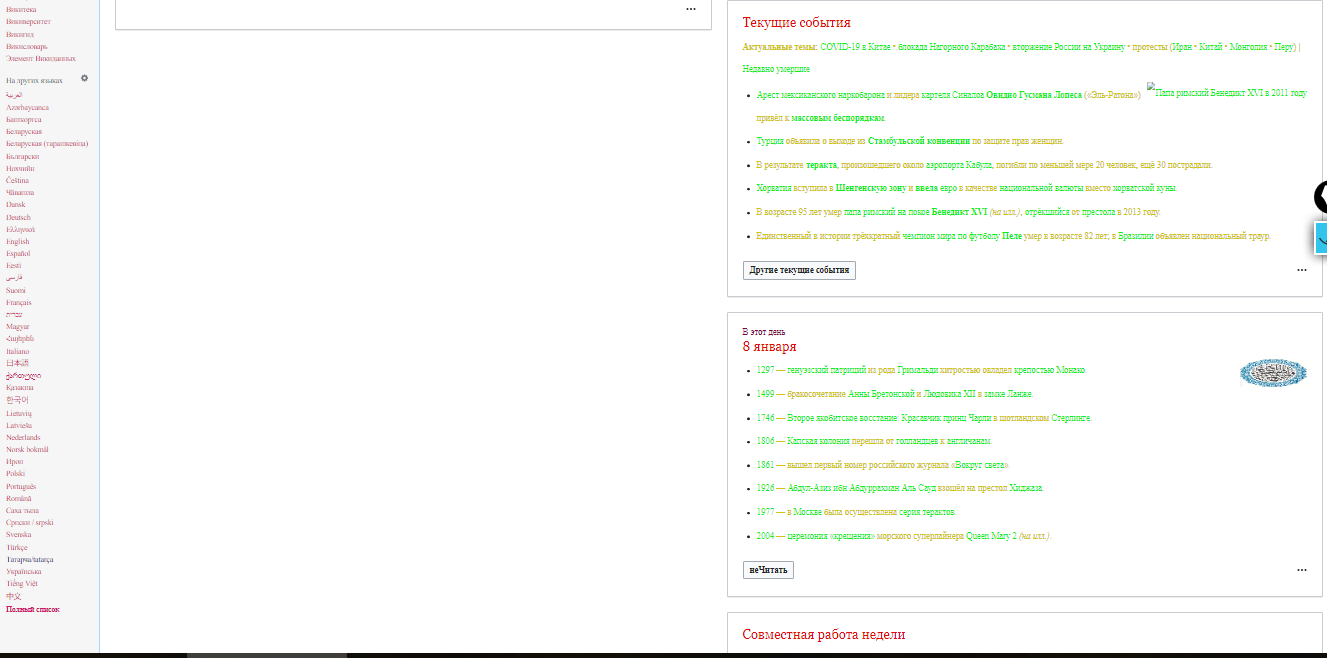 Викитека
Викиуниверситет
Викигид
Викисловарь
Элемент Викиданных
На других языках
العربية
Azərbaycanca
Башҡортса
Беларуская
Беларуская (тарашкевіца)
Български
Нохчийн
Čeština
Чӑвашла
Dansk
Deutsch
Ελληνικά
English
Español
Eesti
فارسی
Suomi
Français
עברית
Magyar
Հայերեն
Italiano
日本語
ქართული
Қазақша
한국어
Lietuvių
Latviešu
Nederlands
Norsk bokmål
Ирон
Polski
Português
Română
Саха тыла
Српски / srpski
Svenska
Türkçe
Татарча/tatarça
Українська
Tiếng Việt
中文
Полный список
Текущие события
Актуальные темы: COVID-19 в Китае • блокада Нагорного Карабаха • вторжение России на Украину • протесты (Иран • Китай • Монголия • Перу) |
Недавно умершие
Папа римский Бенедикт XVI в 2011 году
Арест мексиканского наркобарона и лидера картеля Синалоа Овидио Гусмана Лопеса («Эль-Ратона»)
привёл к массовым беспорядкам.
Турция объявила о выходе из Стамбульской конвенции по защите прав женщин.
В результате теракта, произошедшего около аэропорта Кабула, погибли по меньшей мере 20 человек, ещё 30 пострадали.
Хорватия вступила в Шенгенскую зону и ввела евро в качестве национальной валюты вместо хорватской куны.
В возрасте 95 лет умер папа римский на покое Бенедикт XVI (на илл.), отрёкшийся от престола в 2013 году
Единственный в истории трёхкратный чемпион мира по футболу Пеле умер в возрасте 82 лет; в Бразилии объявлен национальный траур.
Другие текущие события
В этот день
8 января
1297 — генуэзский патриций из рода Гримальди хитростью овладел крепостью Монако.
1499 — бракосочетание Анны Бретонской и Людовика XII в замке Ланже.
1746 — Второе якобитское восстание: Красавчик принц Чарли в шотландском Стерлинге.
1806 — Капская колония перешла от голландцев к англичанам.
1861 — вышел первый номер российского журнала «Вокруг света».
1926 — Абдул-Азиз ибн Абдуррахман Аль Сауд взошёл на престол Хиджаза.
1977 — в Москве была осуществлена серия терактов.
2004 — церемония «крещения» морского суперлайнера Queen Mary 2 (на илл.).
неЧитать
Совместная работа недели